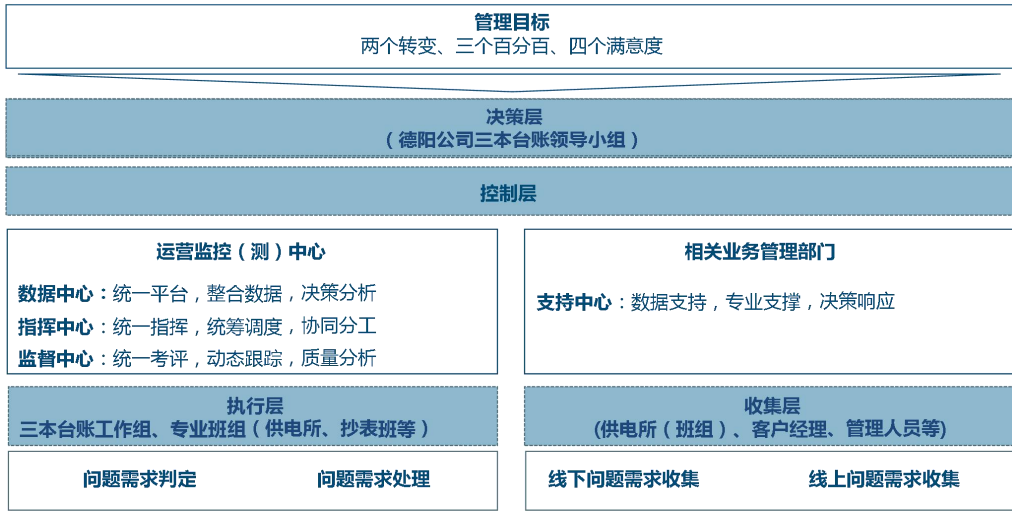 管理目标
两个转变、三个百分百、四个满意度
决策层
（德阳公司三本台账领导小组）
控制层
运营监控（测）中心
数据中心：统一平台，整合数据，决策分析
指挥中心：统一指挥，统筹调度，协同分工
监督中心：统一考评，动态跟踪，质量分析
相关业务管理部门
支持中心：数据支持，专业支撑，决策响应
执行层
三本台账工作组、专业班组（供电所、抄表班等）
收集层
(供电所（班组）、客户经理、管理人员等)
问题需求判定
问题需求处理
线下问题需求收集
线上问题需求收集